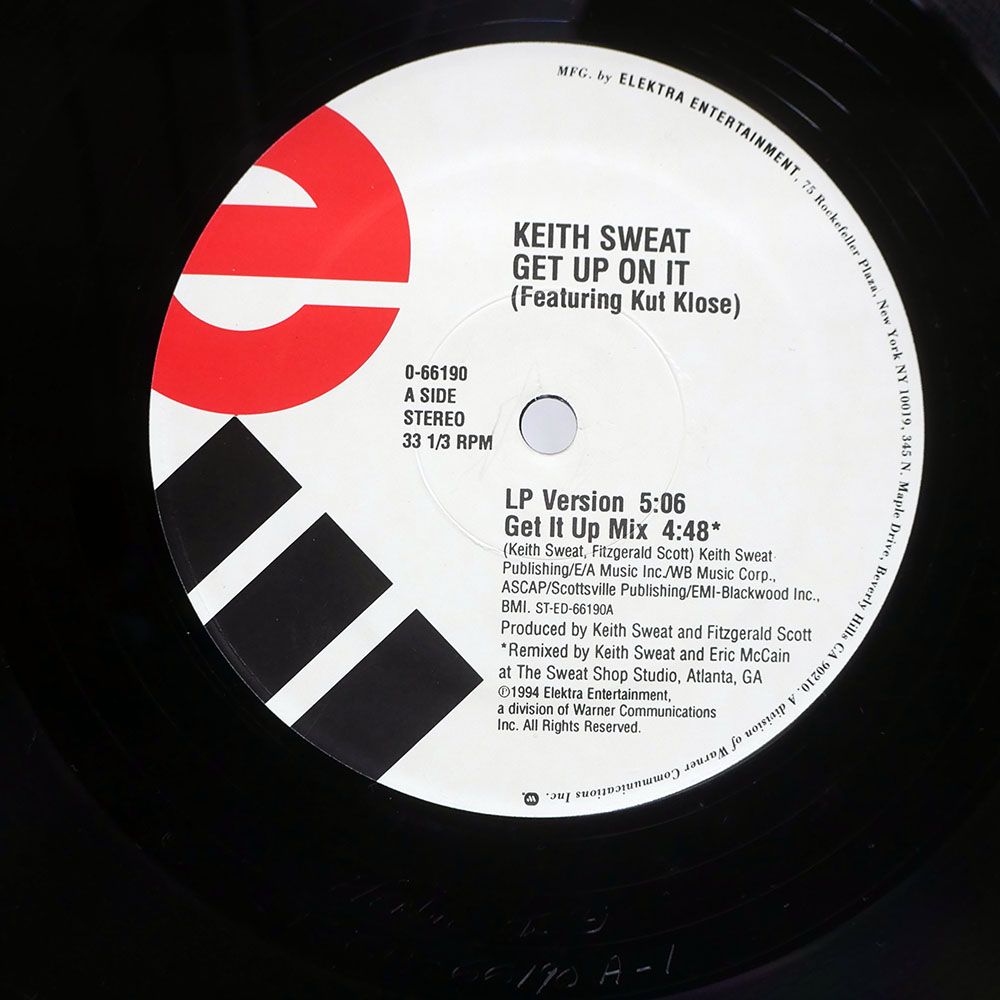 MFG. by ELEKTRA ENTERTAINMENT, 75 Rockefeller Plaza, New York NY 10019, 345 N. Maple Drive, Beverly Hills CA 90210. A division of Warner Communications Inc.
e
KEITH SWEAT
GET UP ON IT
(Featuring Kut Klose)
0-66190
A SIDE
STEREO
33 1/3 RPM
LP Version 5:06
Get It Up Mix 4:48*
(Keith Sweat, Fitzgerald Scott) Keith Sweat
Publishing/E/A Music Inc./WB Music Corp.,
ASCAP/Scottsville Publishing/EMI-Blackwood Inc.,
BMI. ST-ED-66190A
Produced by Keith Sweat and Fitzgerald Scott
*Remixed by Keith Sweat and Eric McCain
at The Sweat Shop Studio, Atlanta, GA
℗1994 Elektra Entertainment,
a division of Warner Communications
Inc. All Rights Reserved.
A-1